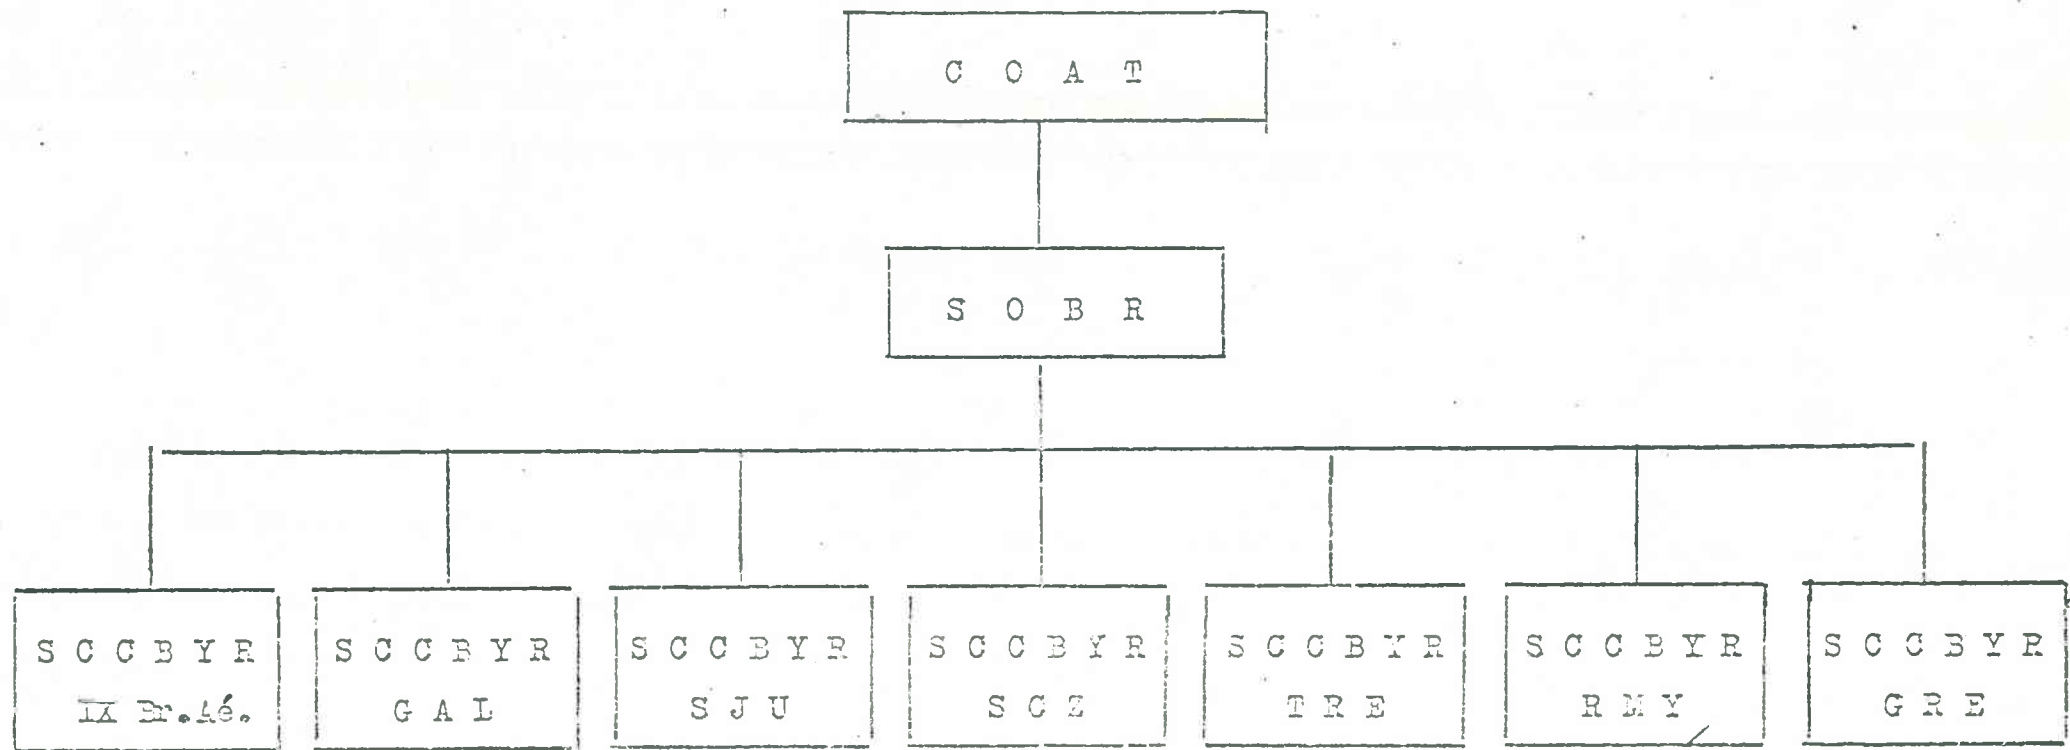 C O A T
S O B R
S C C B Y R
IX Br.Aé.
S C C B Y R
G A L
S C C B Y R
S J U
S C C B Y R
S C Z
S C C B Y R
T R E
S C C B Y R
R M Y
S C C B Y R
G R E